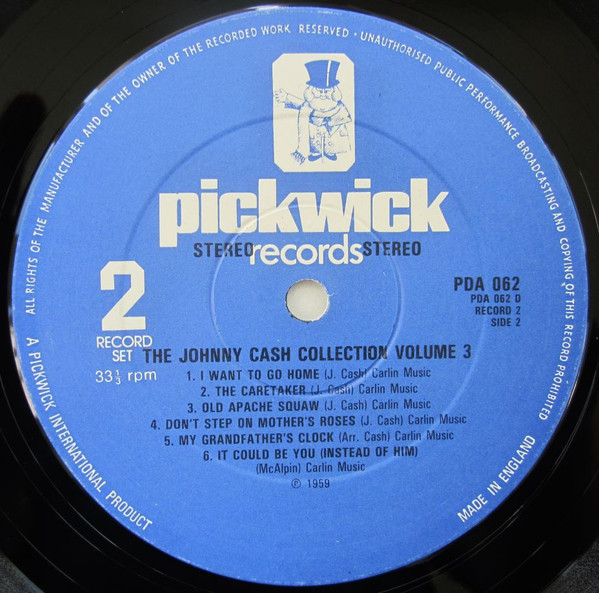 ALL RIGHTS OF THE MANUFACTURER AND OF THE OWNER OF THE RECORDED WORK RESERVED • UNAUTHORISED PUBLIC PERFORMANCE BROADCASTING AND COPYING OF THIS RECORD PROHIBITED
pickwick
STEREO records STEREO
2
RECORD
SET
33⅓ rpm
PDA 062
PDA 062 D
RECORD 2
SIDE 2
THE JOHNNY CASH COLLECTION VOLUME 3
1. I WANT TO GO HOME (J. Cash) Carlin Music
2. THE CARETAKER (J. Cash) Carlin Music
3. OLD APACHE SQUAW (J. Cash) Carlin Music
4. DON'T STEP ON MOTHER'S ROSES (J. Cash) Carlin Music
5. MY GRANDFATHER'S CLOCK (Arr. Cash) Carlin Music
6. IT COULD BE YOU (INSTEAD OF HIM)
(McAlpin) Carlin Music
℗ 1959
A PICKWICK INTERNATIONAL PRODUCT
MADE IN ENGLAND